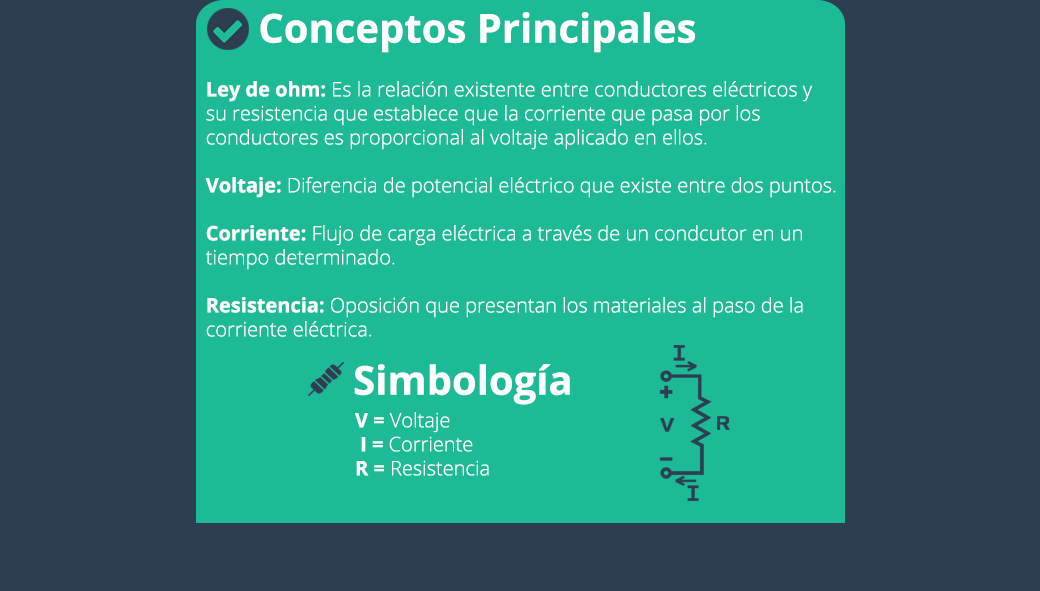 Conceptos Principales
Ley de ohm: Es la relación existente entre conductores eléctricos y
su resistencia que establece que la corriente que pasa por los
conductores es proporcional al voltaje aplicado en ellos.
Voltaje: Diferencia de potencial eléctrico que existe entre dos puntos.
Corriente: Flujo de carga eléctrica a través de un condcutor en un
tiempo determinado.
Resistencia: Oposición que presentan los materiales al paso de la
corriente eléctrica.
Simbología
V = Voltaje
I = Corriente
R = Resistencia
I
+
V
R
-
I